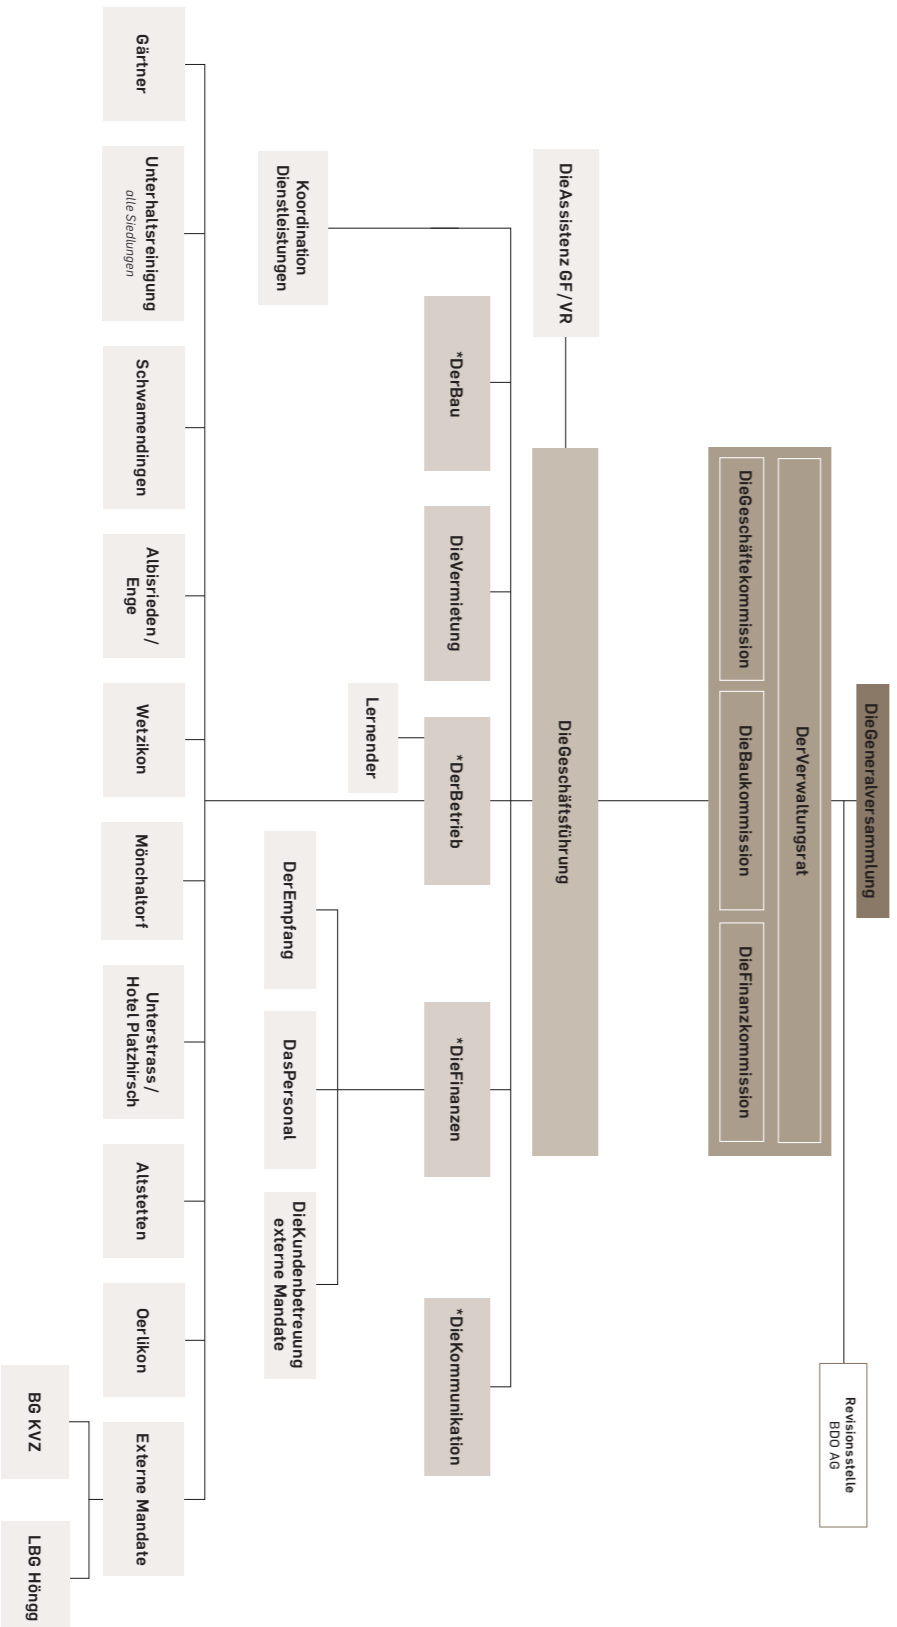 DieGeneralversammlung
Revisionsstelle
BDO AG
DerVerwaltungsrat
DieGeschäftekommission
DieBaukommission
DieFinanzkommission
DieAssistenz GF/VR
DieGeschäftsführung
Koordination
Dienstleistungen
*DerBau
DieVermietung
*DerBetrieb
*DieFinanzen
*DieKommunikation
Lernender
DerEmpfang
DasPersonal
DieKundenbetreuung
externe Mandate
Gärtner
Unterhaltsreinigung
alle Siedlungen
Schwamendingen
Albisrieden/
Enge
Wetzikon
Mönchaltorf
Unterstrass/
Hotel Platzhirsch
Altstetten
Oerlikon
Externe Mandate
BG KVZ
LBG Höngg